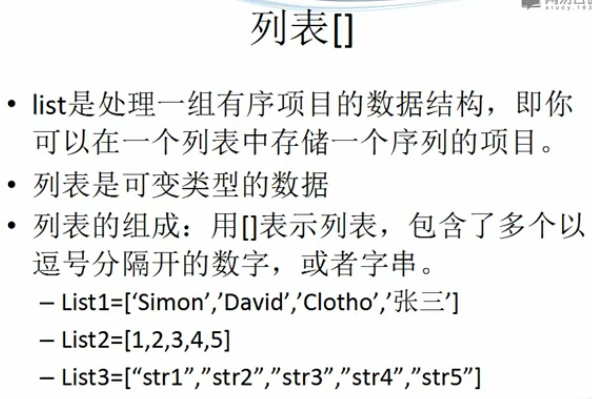 列表[]
• list是处理一组有序项目的数据结构，即你
可以在一个列表中存储一个序列的项目。
• 列表是可变类型的数据
• 列表的组成：用[]表示列表，包含了多个以
逗号分隔开的数字，或者字串。
– List1=[‘Simon’,’David’,’Clotho’,’张三’]
– List2=[1,2,3,4,5]
– List3=[“str1”,”str2”,”str3”,”str4”,”str5”]